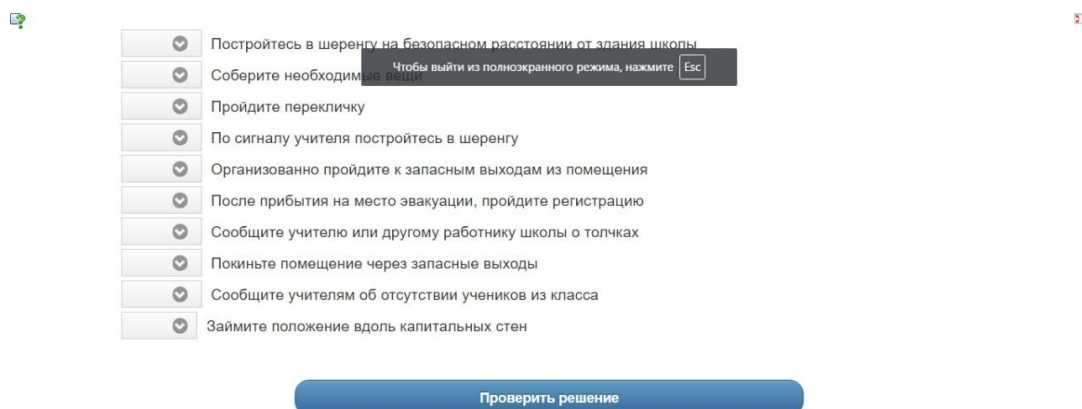 Постройтесь в шеренгу на безопасном расстоянии от здания школы
Чтобы выйти из полноэкранного режима, нажмите Esc
Соберите необходимые вещи
Пройдите перекличку
По сигналу учителя постройтесь в шеренгу
Организованно пройдите к запасным выходам из помещения
После прибытия на место эвакуации, пройдите регистрацию
Сообщите учителю или другому работнику школы о толчках
Покиньте помещение через запасные выходы
Сообщите учителям об отсутствии учеников из класса
Займите положение вдоль капитальных стен
Проверить решение